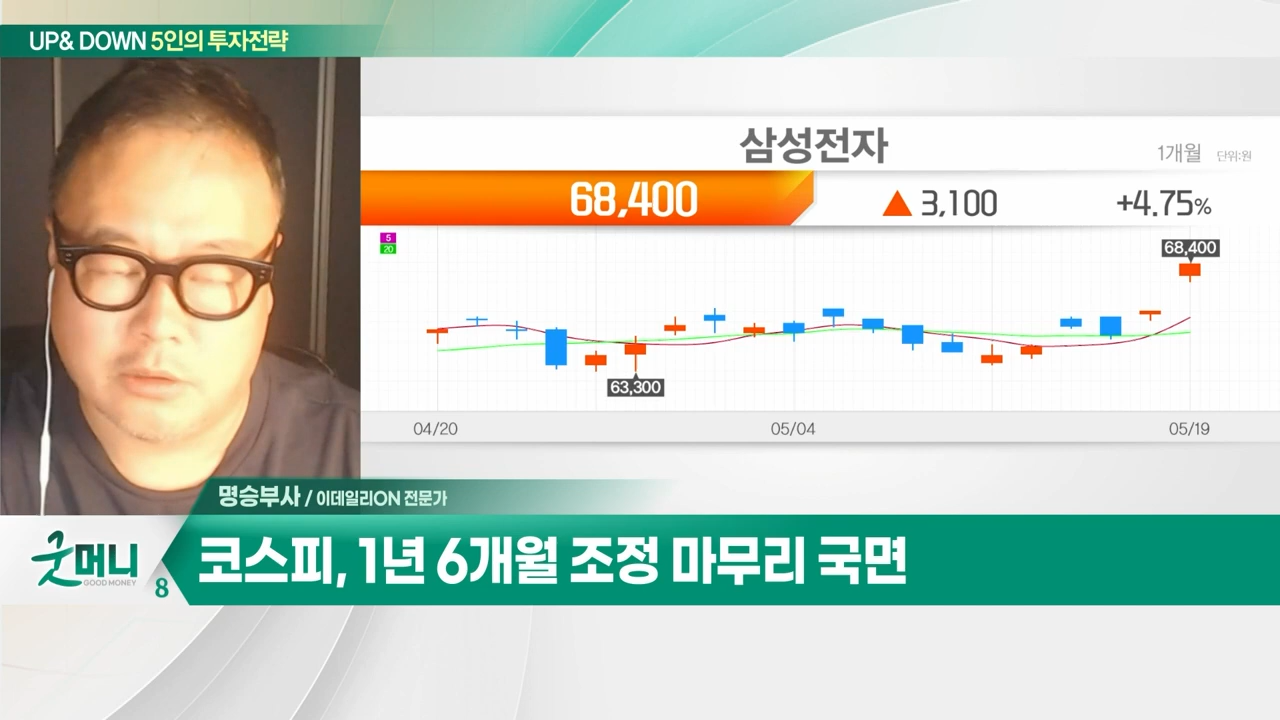 UP& DOWN 5인의 투자전략
삼성전자
1개월 단위:원
68,400 ▲ 3,100 +4.75%
5
20
68,400
63,300
04/20 05/04 05/19
명승부사 / 이데일리ON 전문가
굿머니
GOOD MONEY
8
코스피, 1년 6개월 조정 마무리 국면